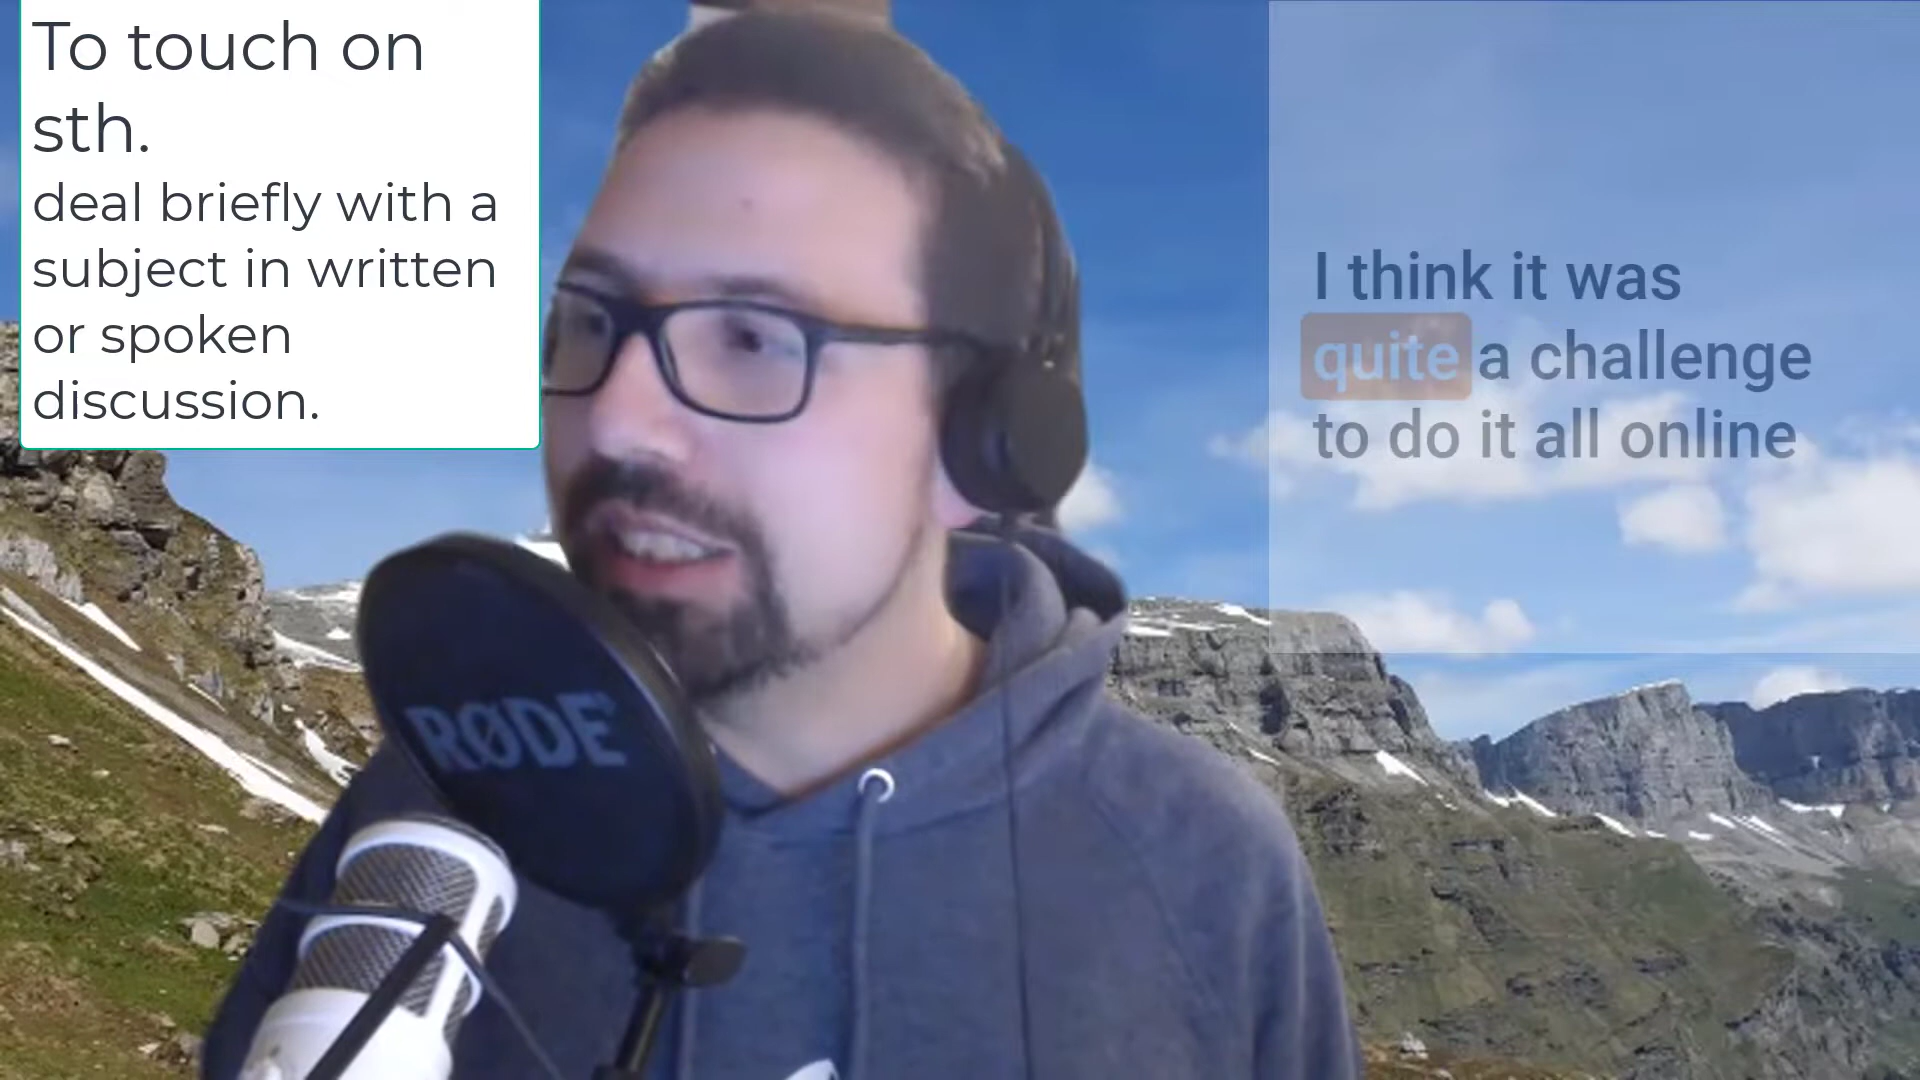 To touch on
sth.
deal briefly with a
subject in written
or spoken
discussion.
I think it was
quite a challenge
to do it all online
RØDE